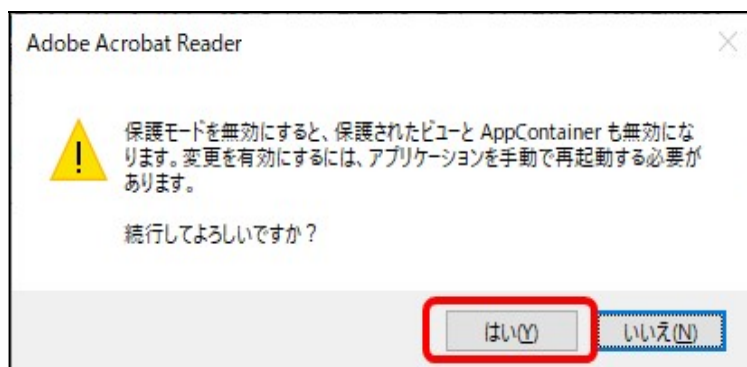 Adobe Acrobat Reader
保護モードを無効にすると、保護されたビューと AppContainer も無効にな
ります。変更を有効にするには、アプリケーションを手動で再起動する必要が
あります。
続行してよろしいですか？
はい(Y)
いいえ(N)